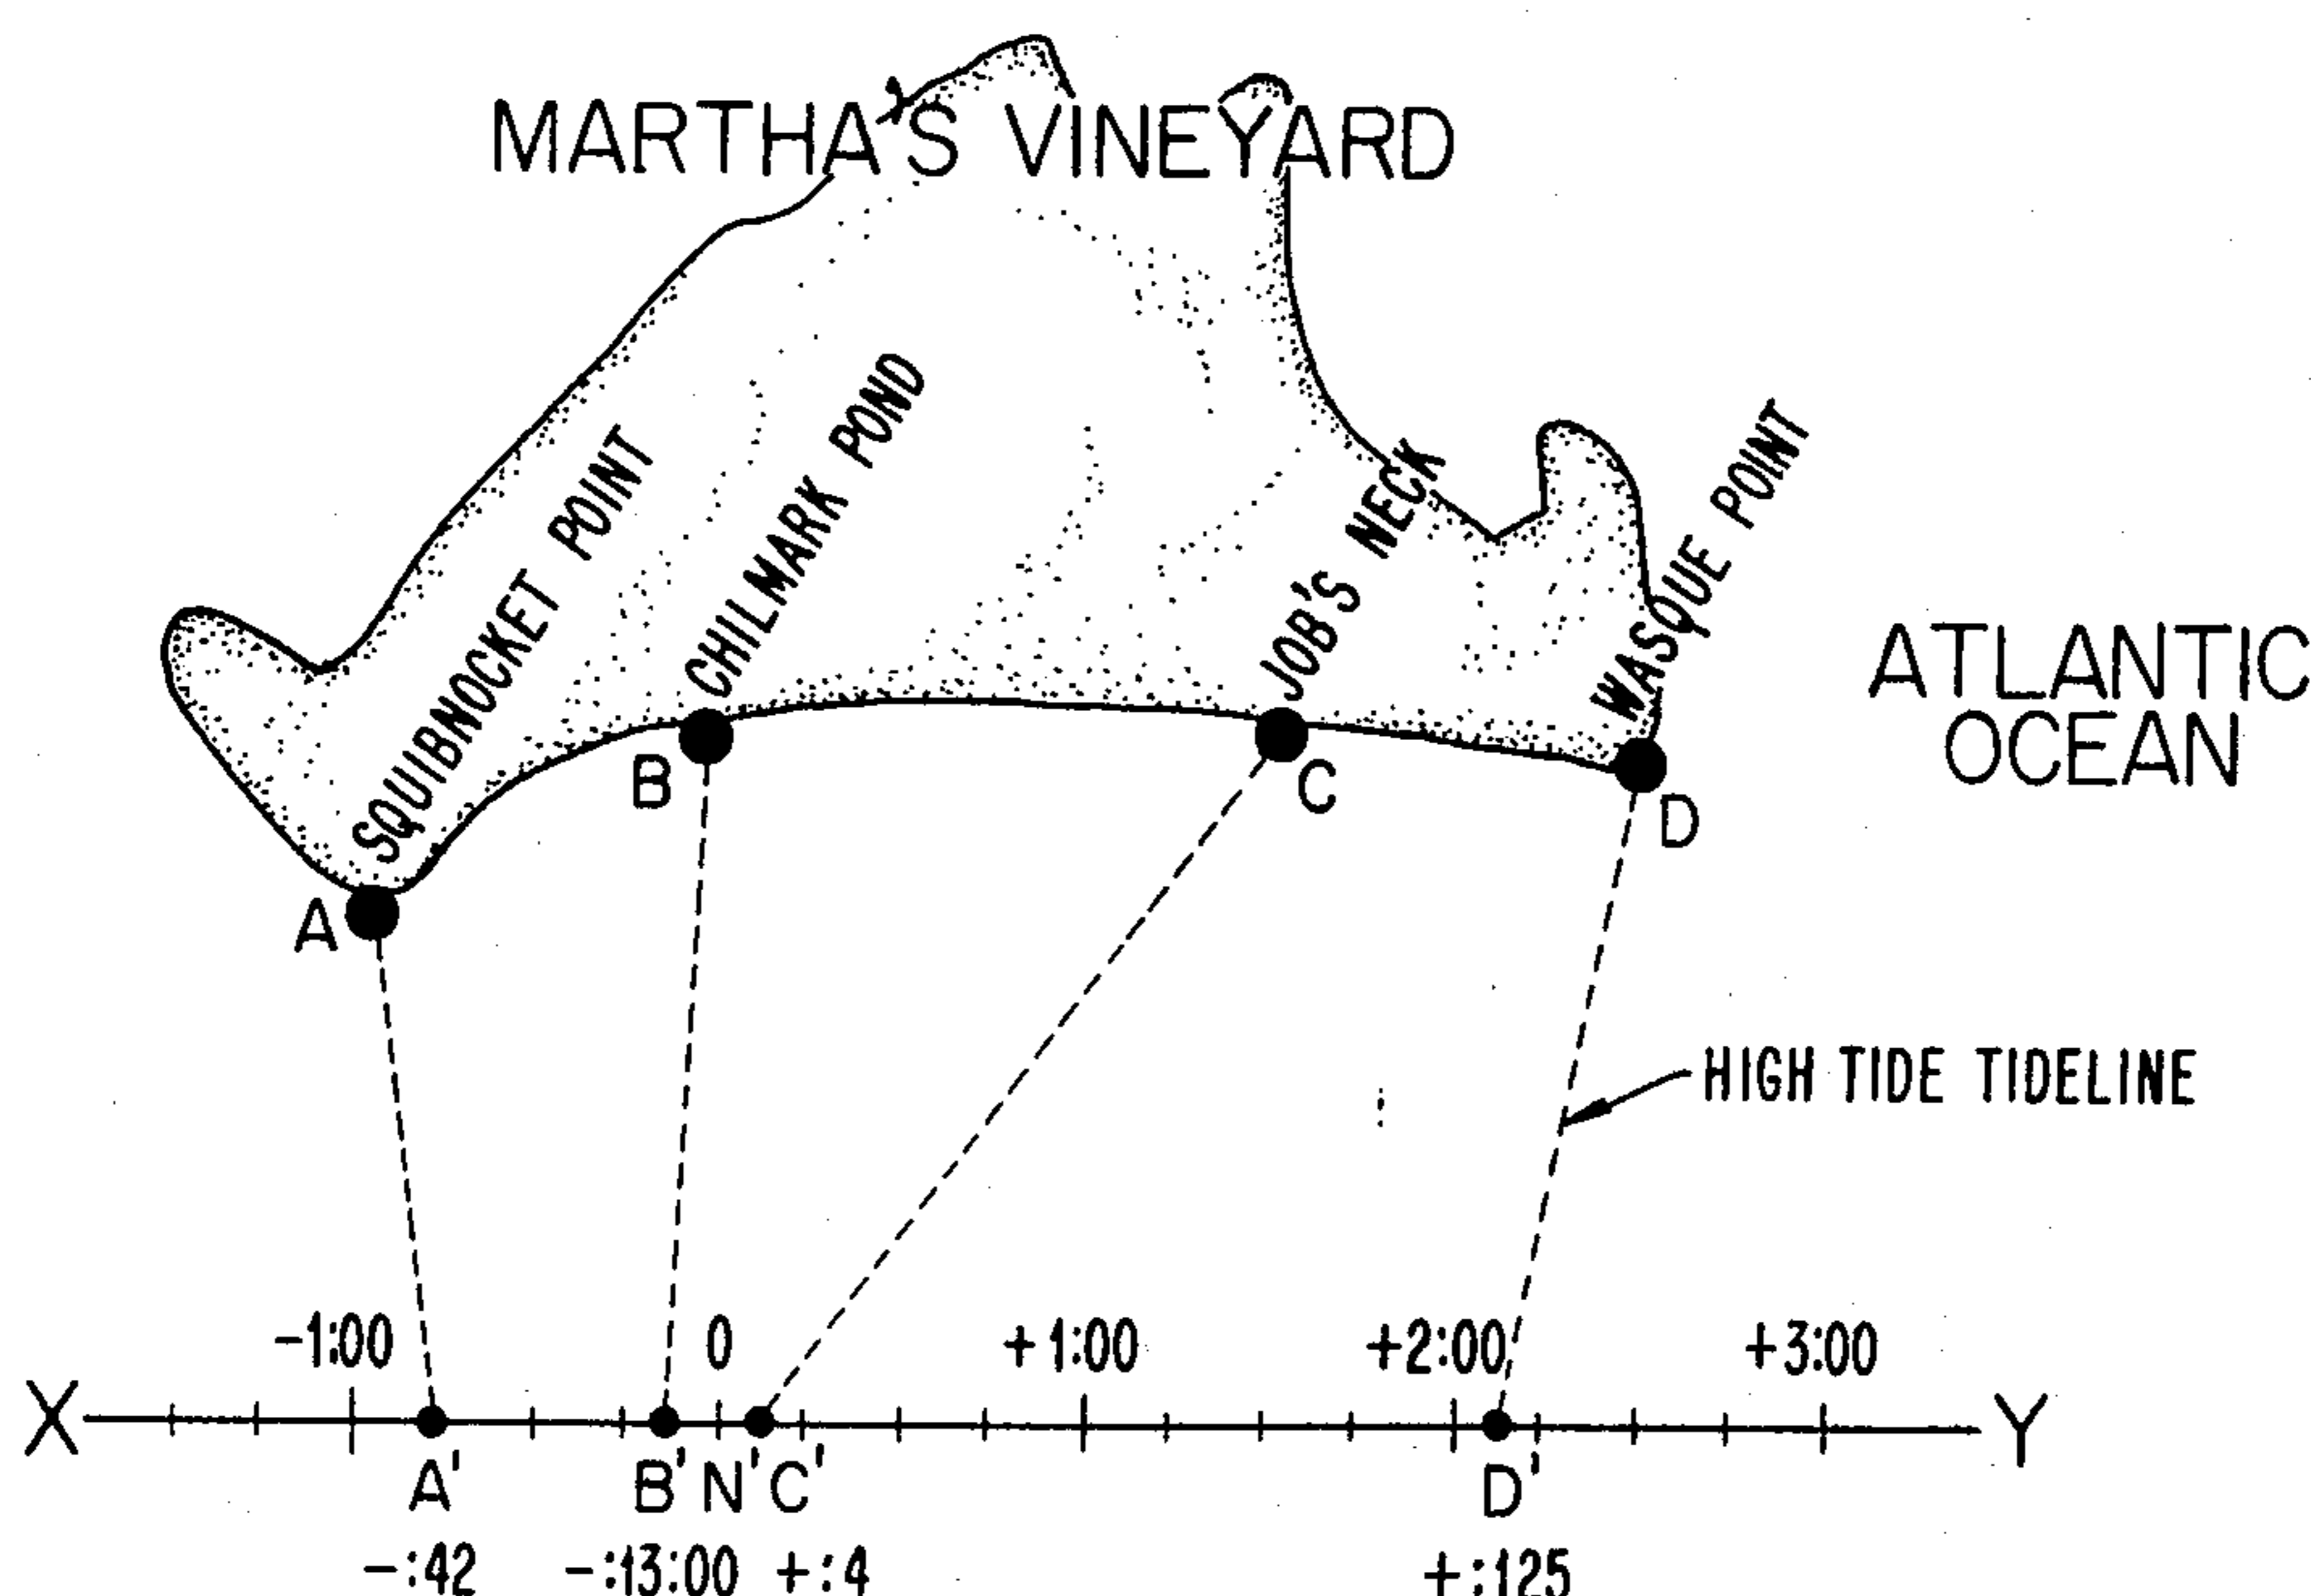 MARTHA'S VINEYARD
SQUIBNOCKET POINT
CHILMARK POND
JOB'S NECK
WASQUE POINT
ATLANTIC
OCEAN
A
B
C
D
HIGH TIDE TIDELINE
-1:00 0 +1:00 +2:00 +3:00
X Y
A' B' N' C' D'
-:42 -:13:00 +:4 +:125